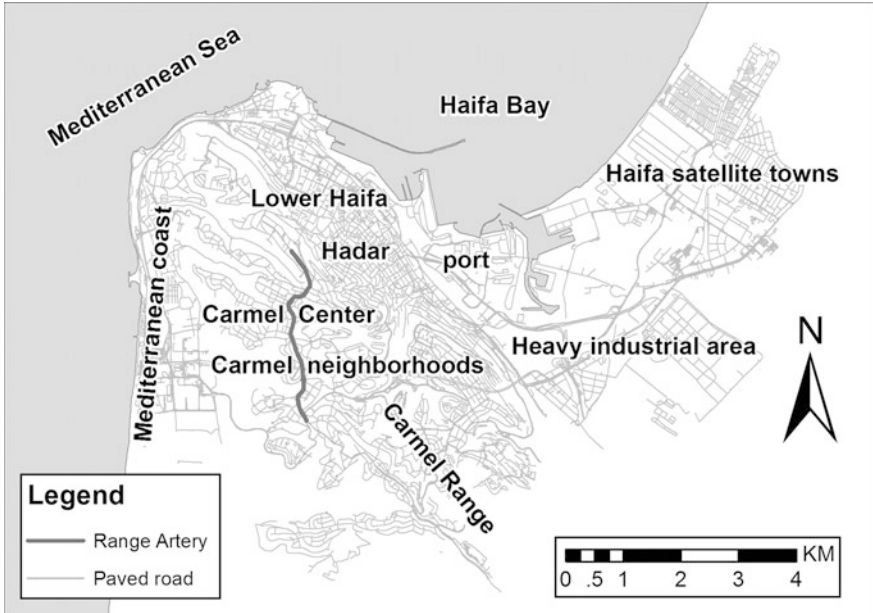 Mediterranean Sea
Haifa Bay
Haifa satellite towns
Lower Haifa
Hadar
port
Mediterranean coast
Carmel Center
Heavy industrial area
Carmel neighborhoods
Carmel Range
N
Legend
Range Artery
Paved road
KM
0 .5 1 2 3 4